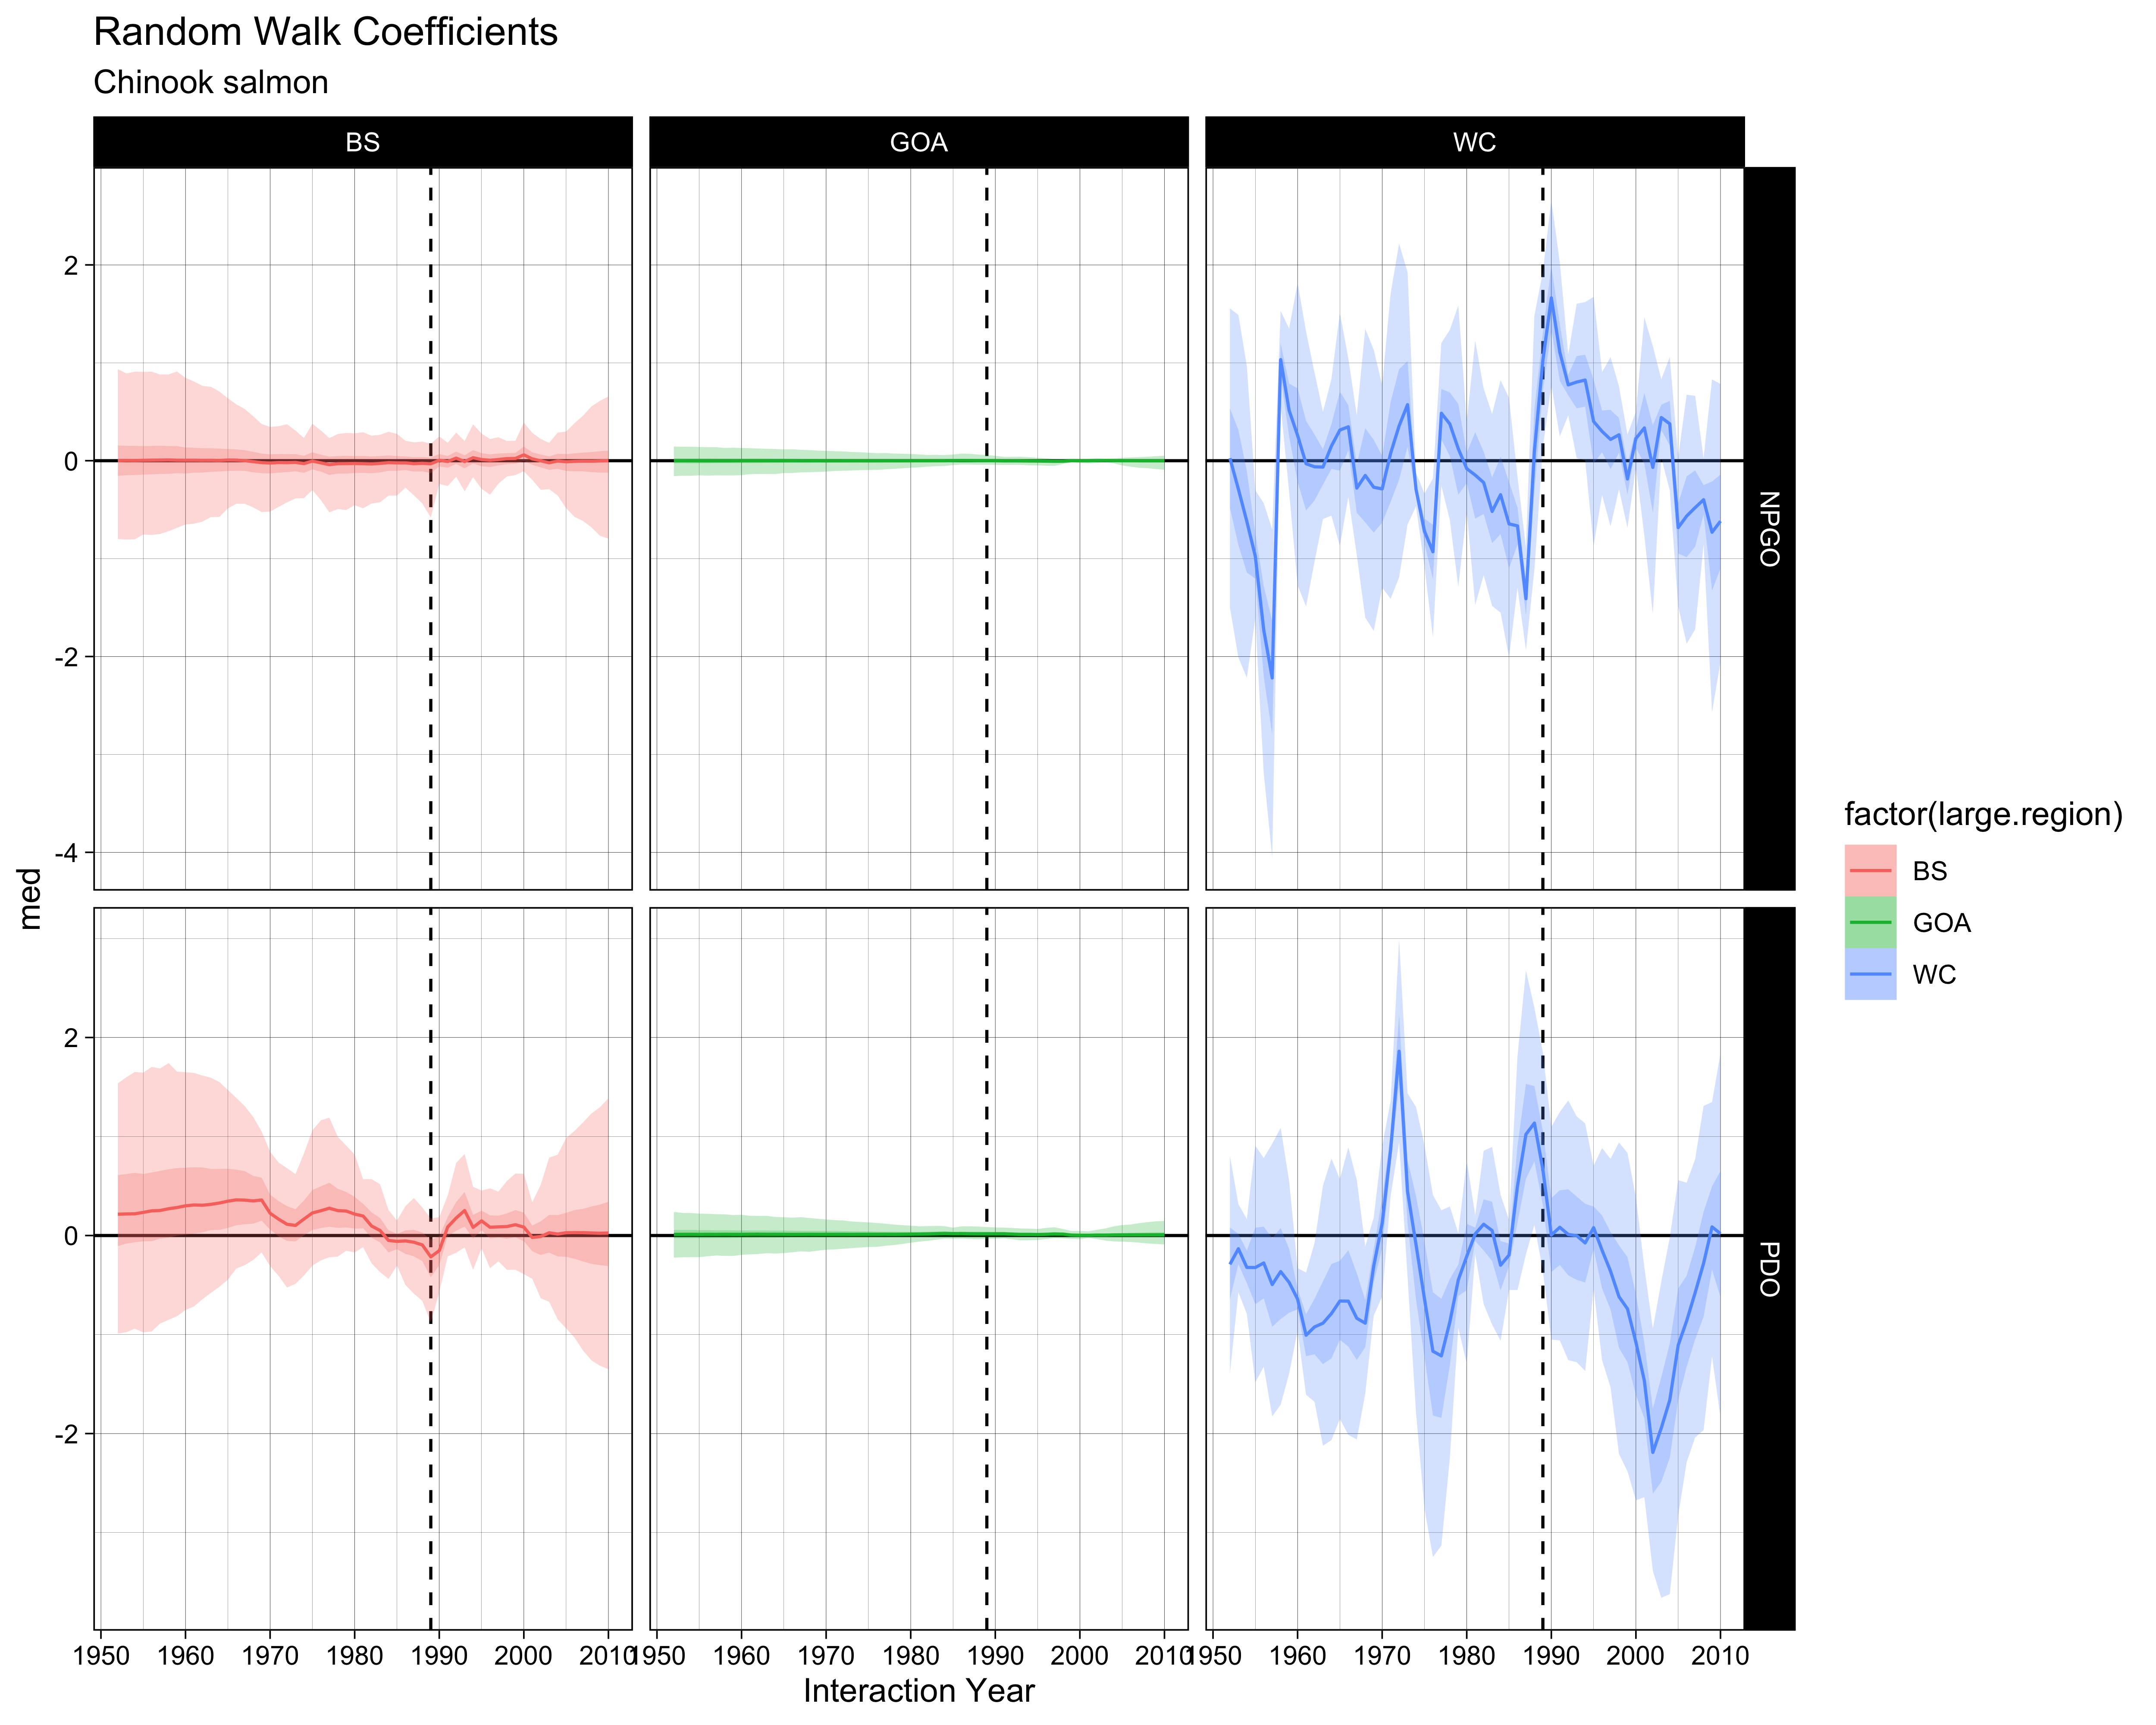 Random Walk Coefficients
Chinook salmon
BS GOA WC
2
0
-2
-4
NPGO
2
0
-2
PDO
med
1950 1960 1970 1980 1990 2000 2010 1950 1960 1970 1980 1990 2000 2010 1950 1960 1970 1980 1990 2000 2010
Interaction Year
factor(large.region)
BS
GOA
WC